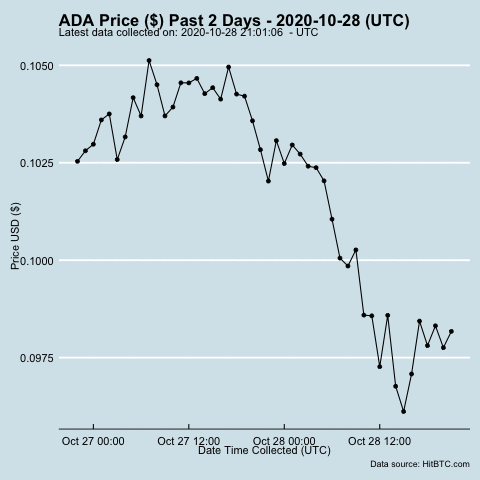 ADA Price ($) Past 2 Days - 2020-10-28 (UTC)
Latest data collected on: 2020-10-28 21:01:06 - UTC
0.1050
0.1025
0.1000
0.0975
Price USD ($)
Oct 27 00:00 Oct 27 12:00 Oct 28 00:00 Oct 28 12:00
Date Time Collected (UTC)
Data source: HitBTC.com